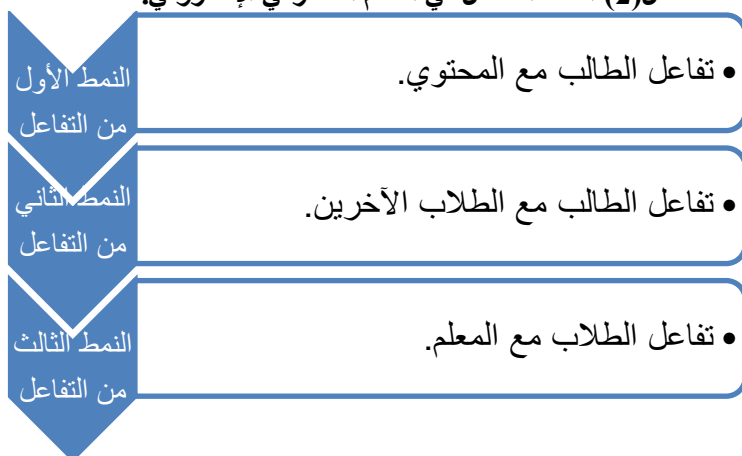 النمط الأول
من التفاعل
• تفاعل الطالب مع المحتوي.
النمط الثاني
من التفاعل
• تفاعل الطالب مع الطلاب الآخرين.
النمط الثالث
من التفاعل
• تفاعل الطلاب مع المعلم.